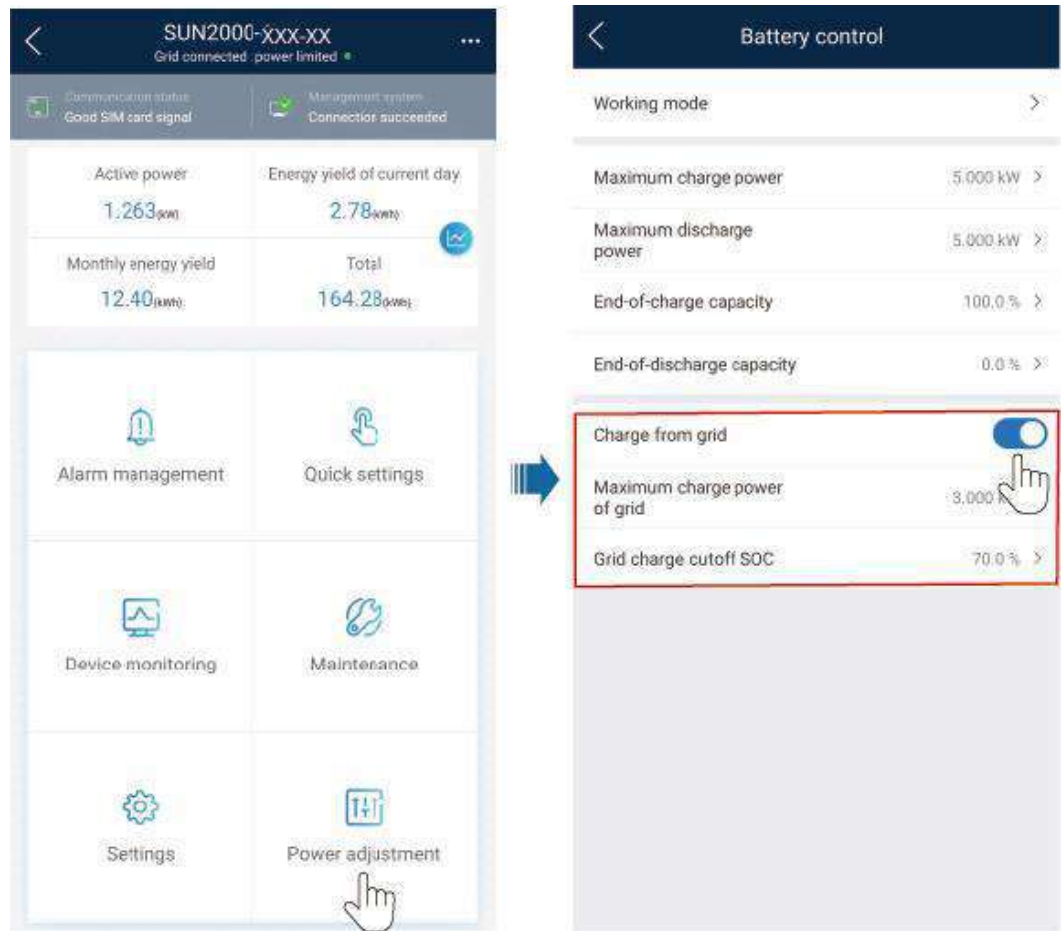 SUN2000-XXX-XX
Grid connected power limited
Communication status
Good SIM card signal
Management system
Connection succeeded
Active power
1.263(kW)
Energy yield of current day
2.78(kWh)
Monthly energy yield
12.40(kWh)
Total
164.28(kWh)
Alarm management
Quick settings
Device monitoring
Maintenance
Settings
Power adjustment
Battery control
Working mode
Maximum charge power
5.000 kW
Maximum discharge
power
5.000 kW
End-of-charge capacity
100.0 %
End-of-discharge capacity
0.0 %
Charge from grid
Maximum charge power
of grid
3.000
Grid charge cutoff SOC
70.0 %